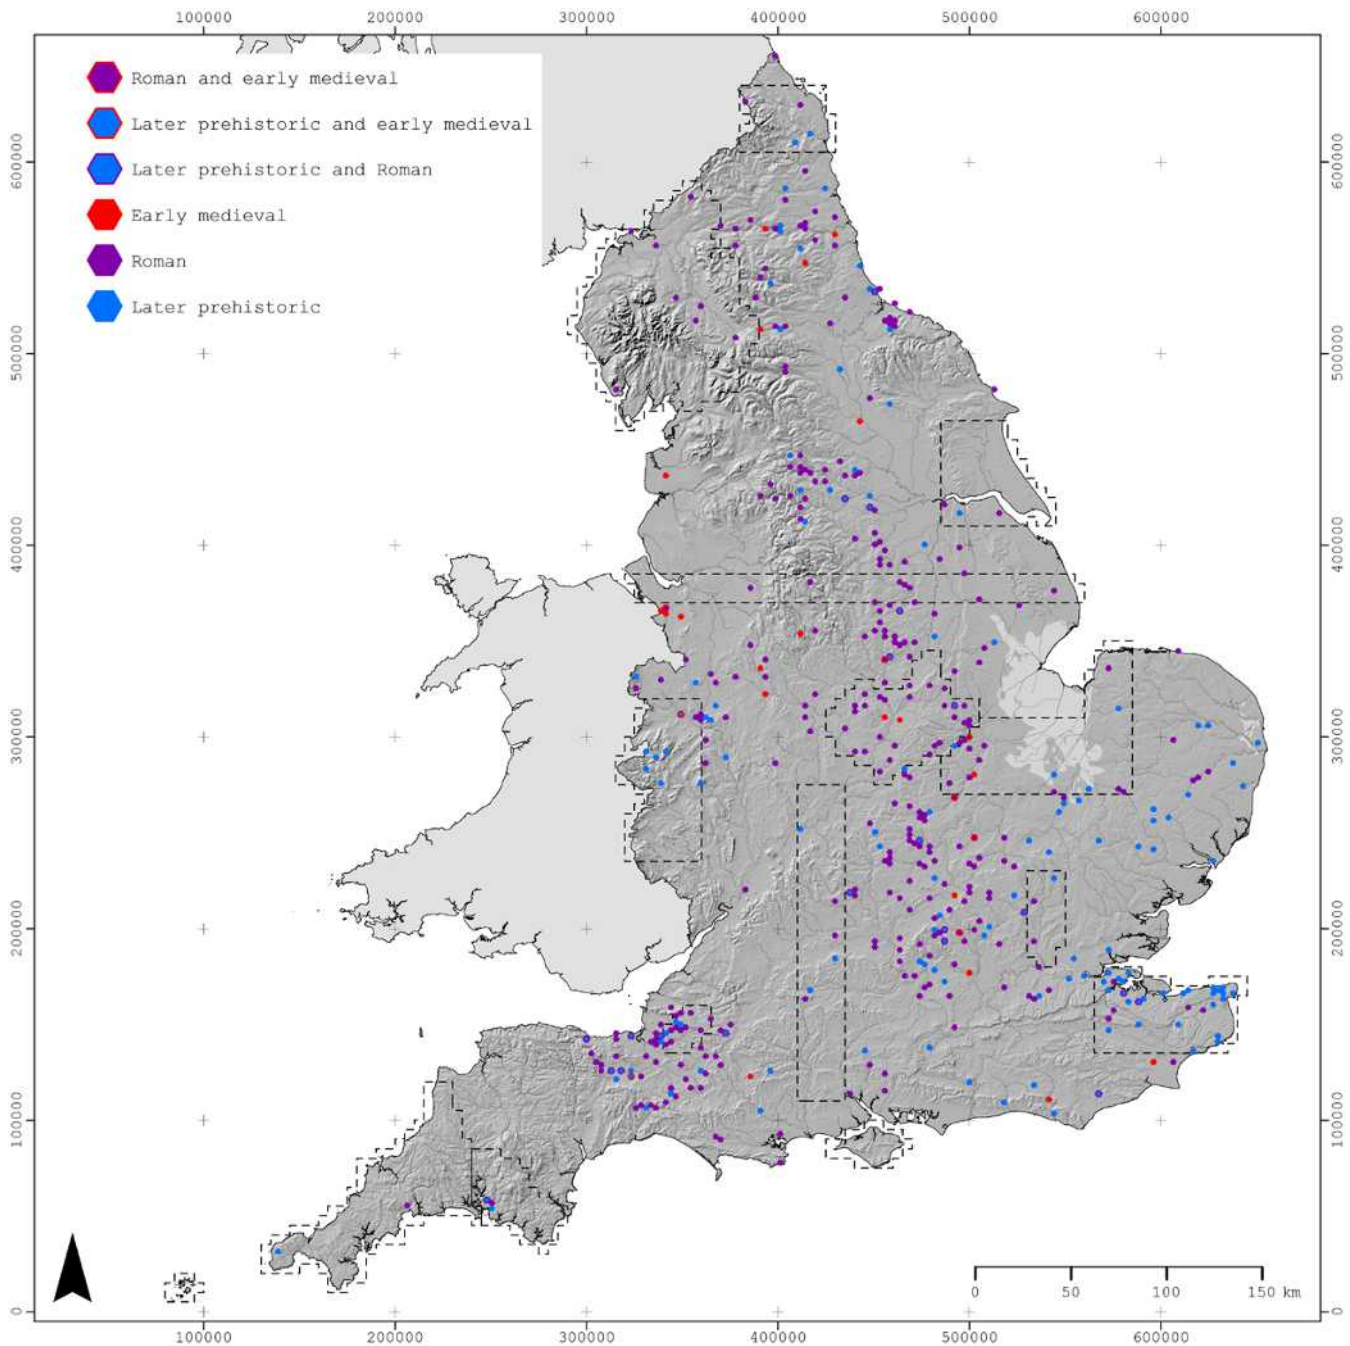 100000 200000 300000 400000 500000 600000
Roman and early medieval
Later prehistoric and early medieval
Later prehistoric and Roman
Early medieval
Roman
Later prehistoric
600000 600000
500000 500000
400000 400000
300000 300000
200000 200000
100000 100000
0 50 100 150 km
0 0
100000 200000 300000 400000 500000 600000